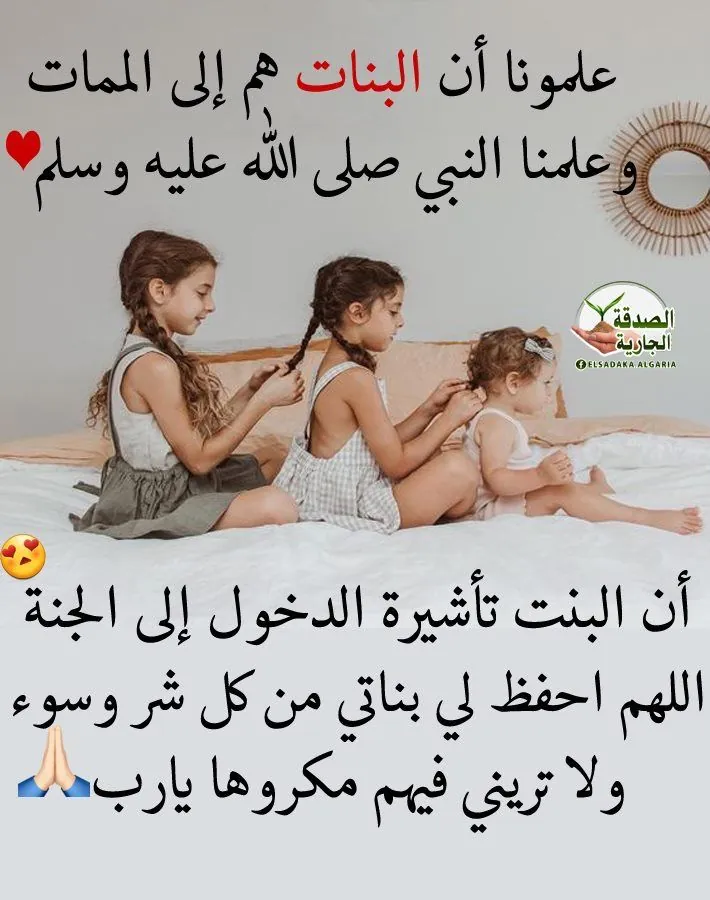 علمونا أن البنات هم إلى الممات
وعلمنا النبي صلى الله عليه وسلم
الصدقة
الجارية
ELSADAKA ALGARIA
أن البنت تأشيرة الدخول إلى الجنة
اللهم احفظ لي بناتي من كل شر وسوء
ولا تريني فيهم مكروها يارب